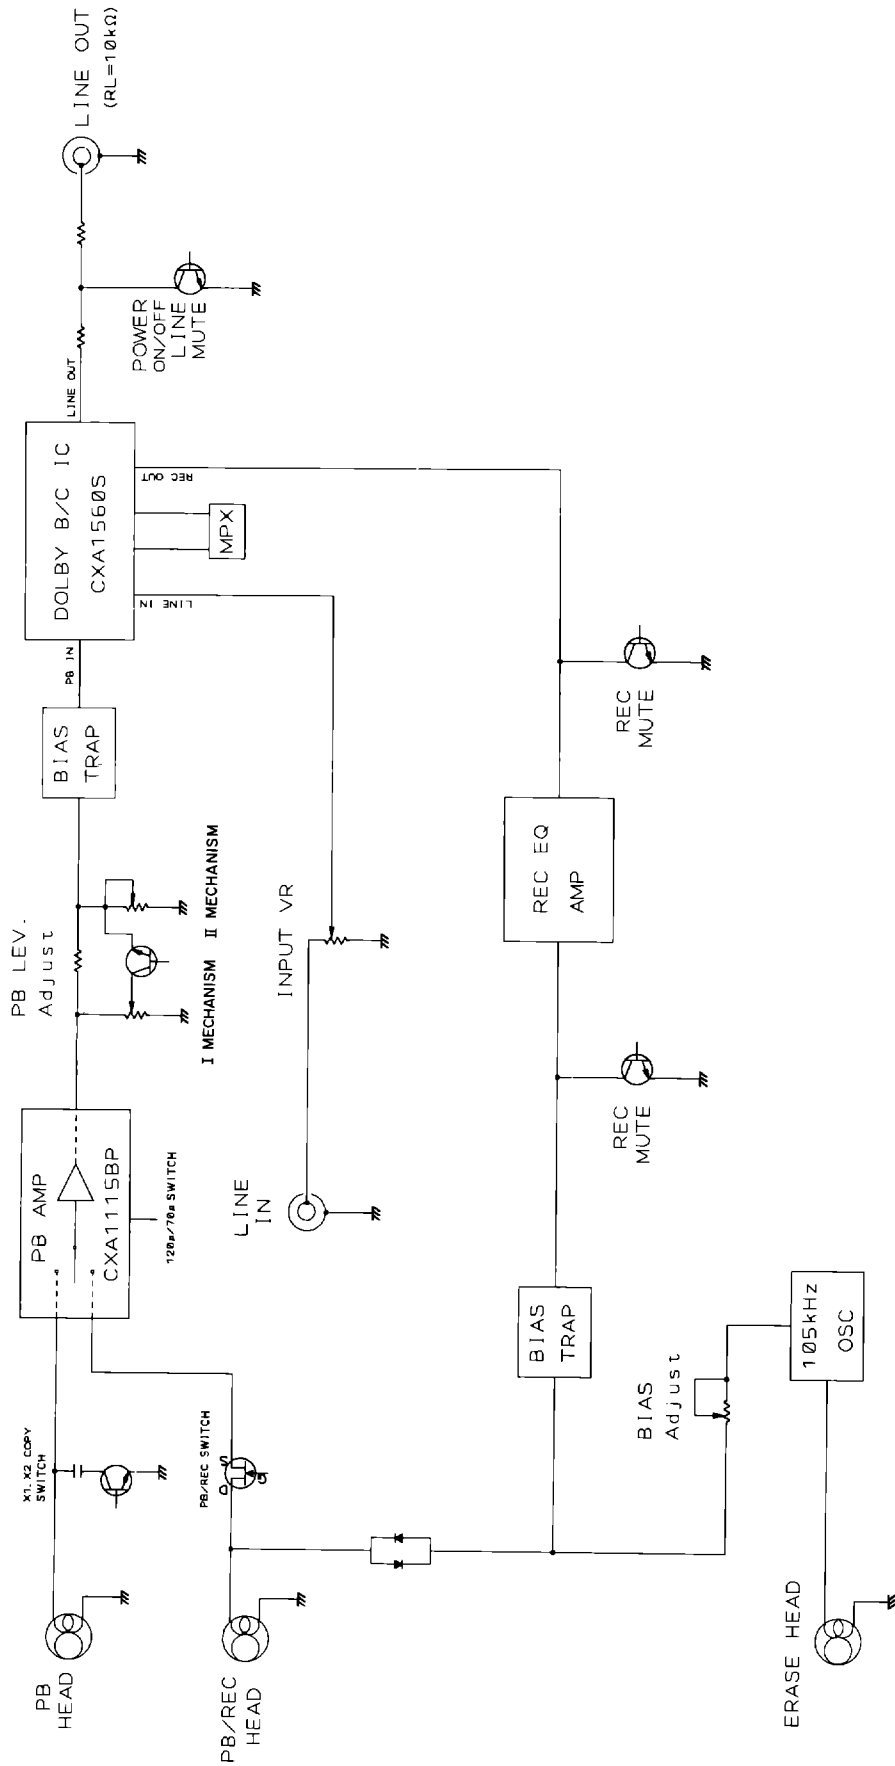 PB
HEAD
X1. X2 COPY
SWITCH
PB AMP
CXA1115BP
120μ/70μ SWITCH
PB LEV.
Adjust
I MECHANISM
II MECHANISM
BIAS
TRAP
PB IN
DOLBY B/C IC
CXA1560S
LINE IN
REC OUT
MPX
LINE OUT
POWER
ON/OFF
LINE
MUTE
LINE OUT
(RL=10kΩ)
PB/REC
HEAD
PB/REC SWITCH
D
S
G
LINE
IN
INPUT VR
BIAS
TRAP
REC
MUTE
REC EQ
AMP
REC
MUTE
BIAS
Adjust
105kHz
OSC
ERASE HEAD